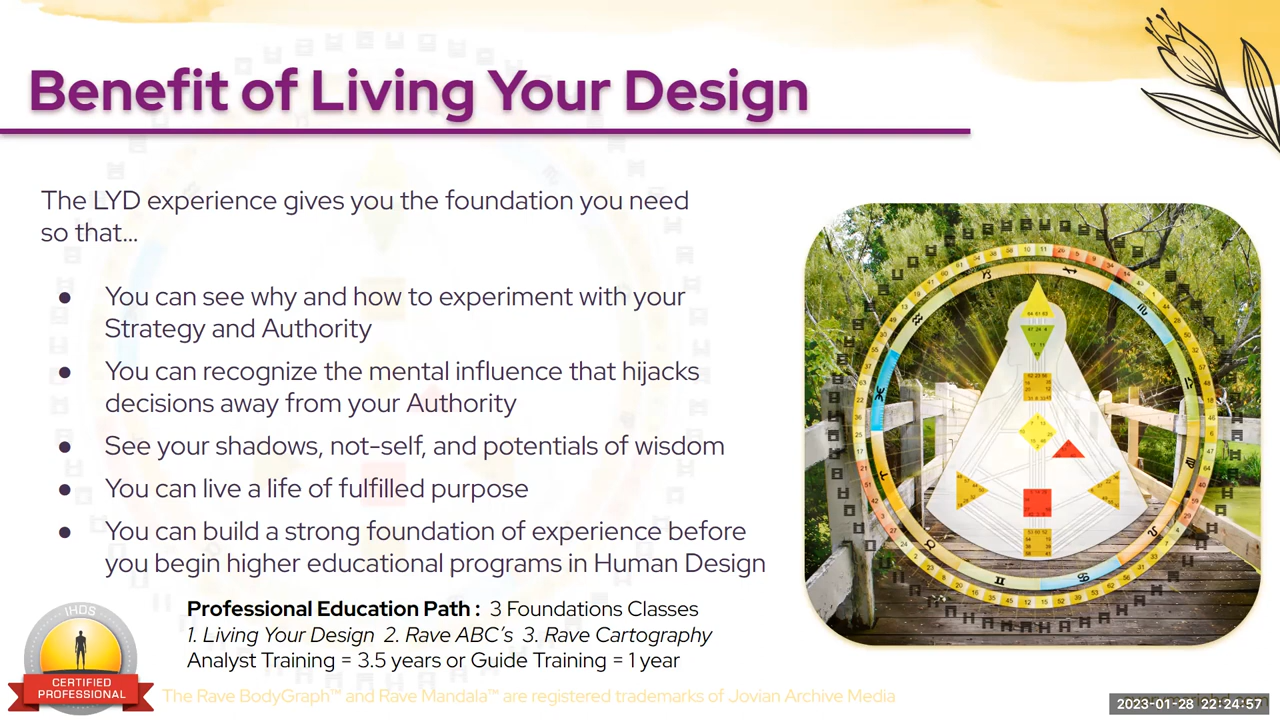 Benefit of Living Your Design
The LYD experience gives you the foundation you need
so that...
● You can see why and how to experiment with your
Strategy and Authority
● You can recognize the mental influence that hijacks
decisions away from your Authority
● See your shadows, not-self, and potentials of wisdom
● You can live a life of fulfilled purpose
● You can build a strong foundation of experience before
you begin higher educational programs in Human Design
Professional Education Path : 3 Foundations Classes
1. Living Your Design 2. Rave ABC's 3. Rave Cartography
Analyst Training = 3.5 years or Guide Training = 1 year
IHDS
CERTIFIED
PROFESSIONAL
The Rave BodyGraph™ and Rave Mandala™ are registered trademarks of Jovian Archive Media
2023-01-28 22:24:57